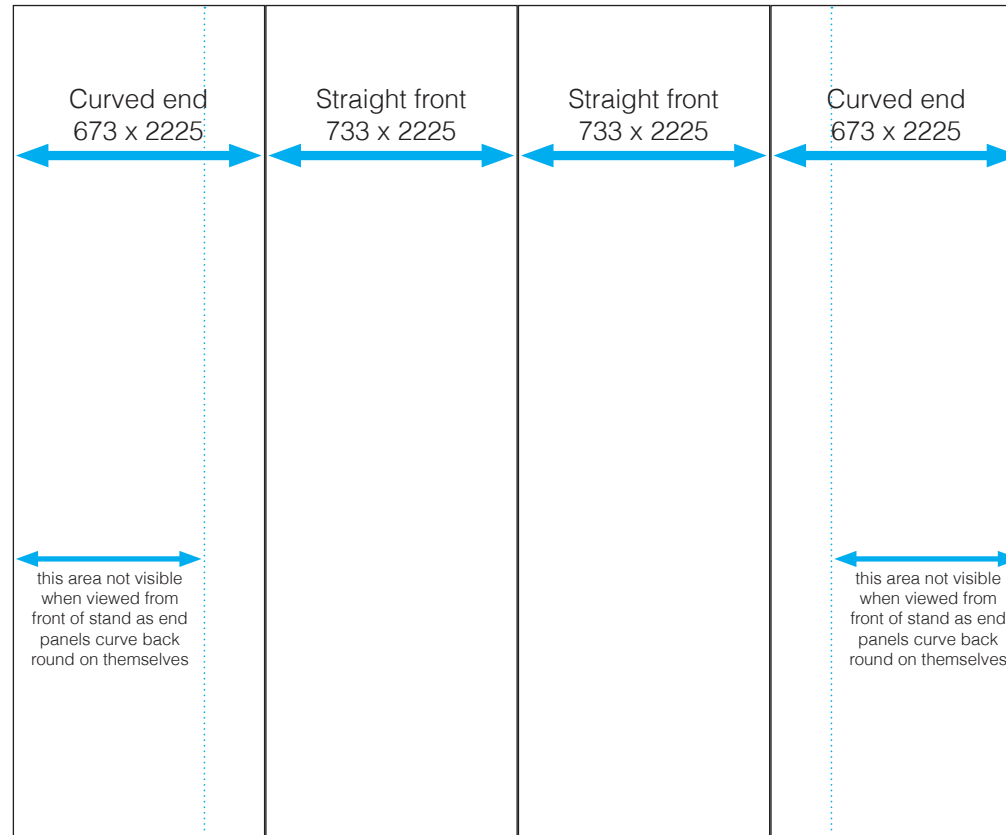 Curved end
673 x 2225
Straight front
733 x 2225
Straight front
733 x 2225
Curved end
673 x 2225
this area not visible
when viewed from
front of stand as end
panels curve back
round on themselves
this area not visible
when viewed from
front of stand as end
panels curve back
round on themselves